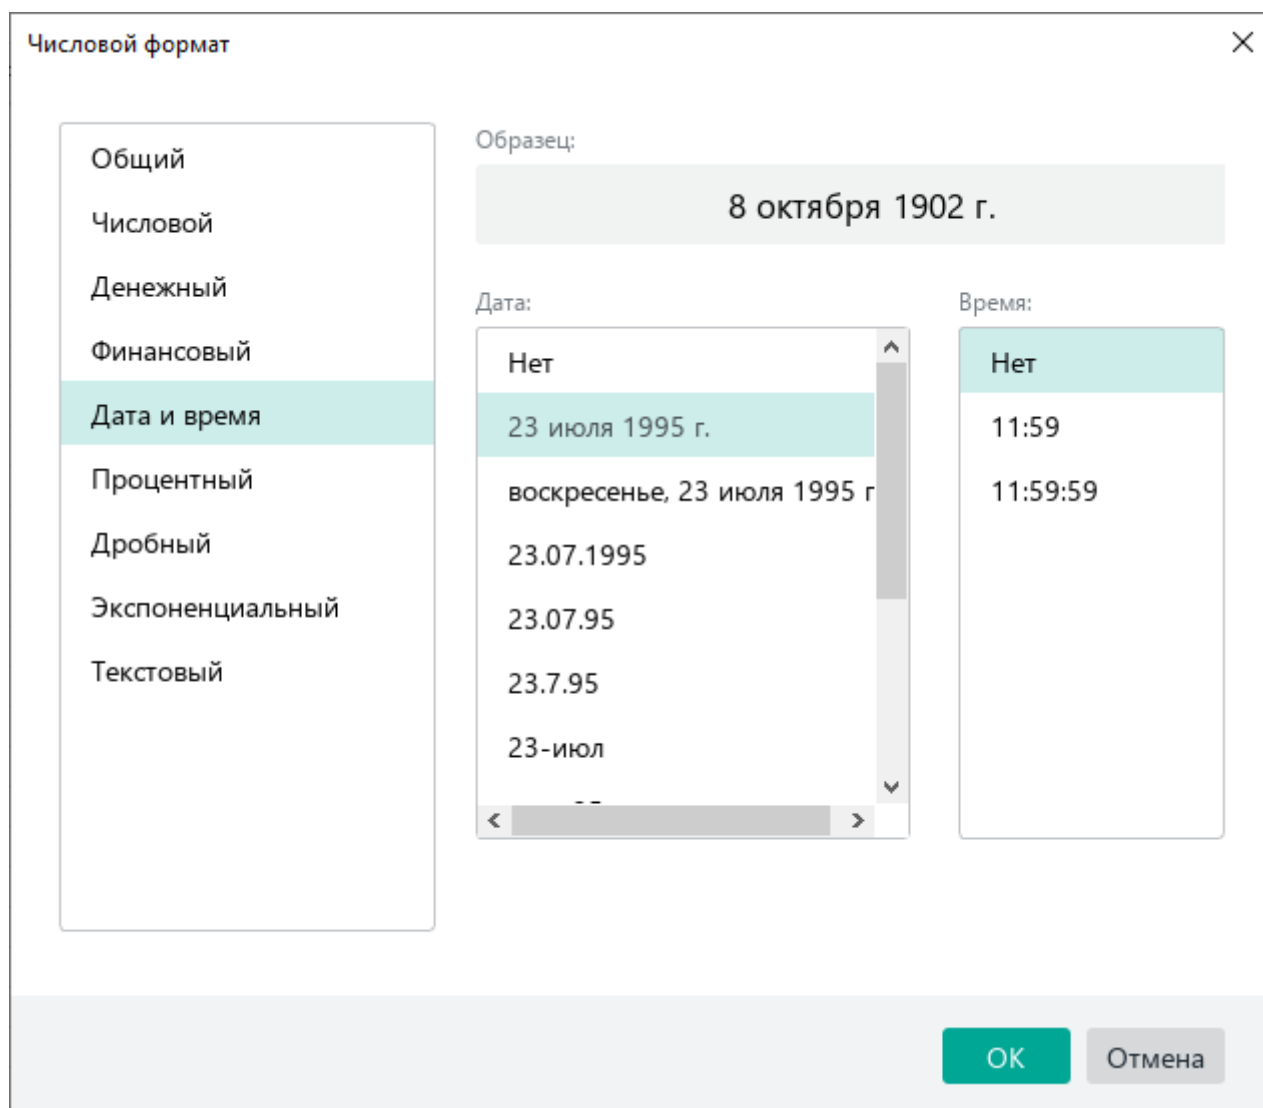 Числовой формат
Общий
Числовой
Денежный
Финансовый
Дата и время
Процентный
Дробный
Экспоненциальный
Текстовый
Образец:
8 октября 1902 г.
Дата:
Нет
23 июля 1995 г.
воскресенье, 23 июля 1995 г
23.07.1995
23.07.95
23.7.95
23-июл
Время:
Нет
11:59
11:59:59
ОК
Отмена